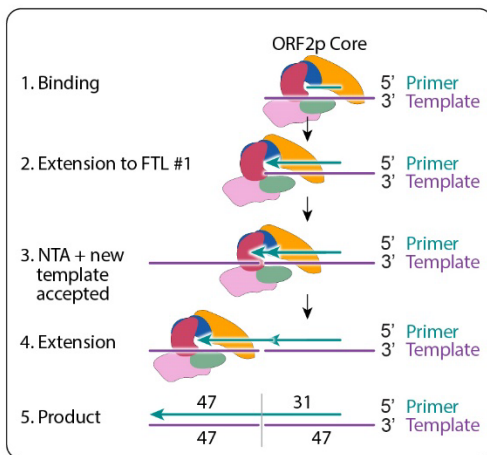 ORF2p Core
1. Binding
5’ Primer
3’ Template
2. Extension to FTL #1
5’ Primer
3’ Template
3. NTA + new
template
accepted
5’ Primer
3’ Template
4. Extension
5’ Primer
3’ Template
5. Product
47 31
5’ Primer
3’ Template
47 47